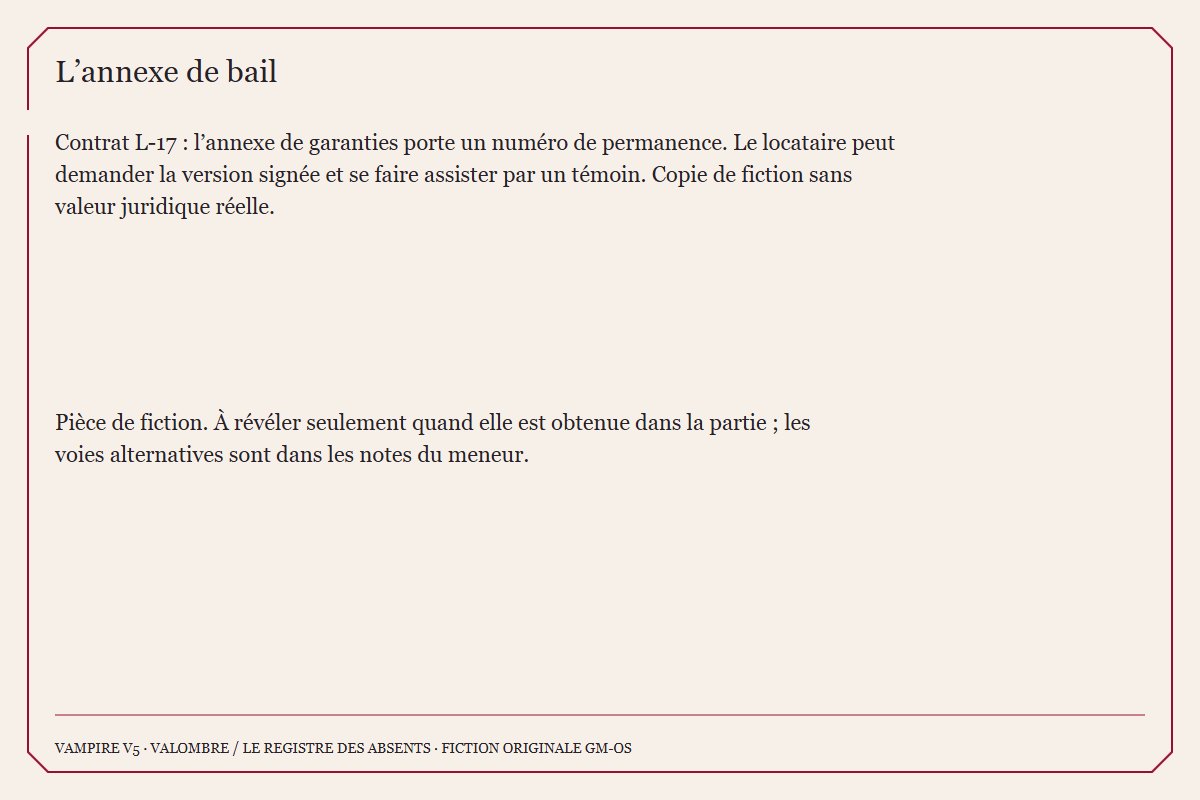 L’annexe de bail
Contrat L-17 : l’annexe de garanties porte un numéro de permanence. Le locataire peut
demander la version signée et se faire assister par un témoin. Copie de fiction sans
valeur juridique réelle.
Pièce de fiction. À révéler seulement quand elle est obtenue dans la partie ; les
voies alternatives sont dans les notes du meneur.
VAMPIRE V5 · VALOMBRE / LE REGISTRE DES ABSENTS · FICTION ORIGINALE GM-OS